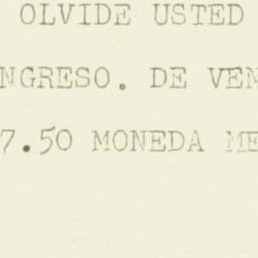 OLVIDE USTED
NGRESO. DE VEN
7.50 MONEDA ME